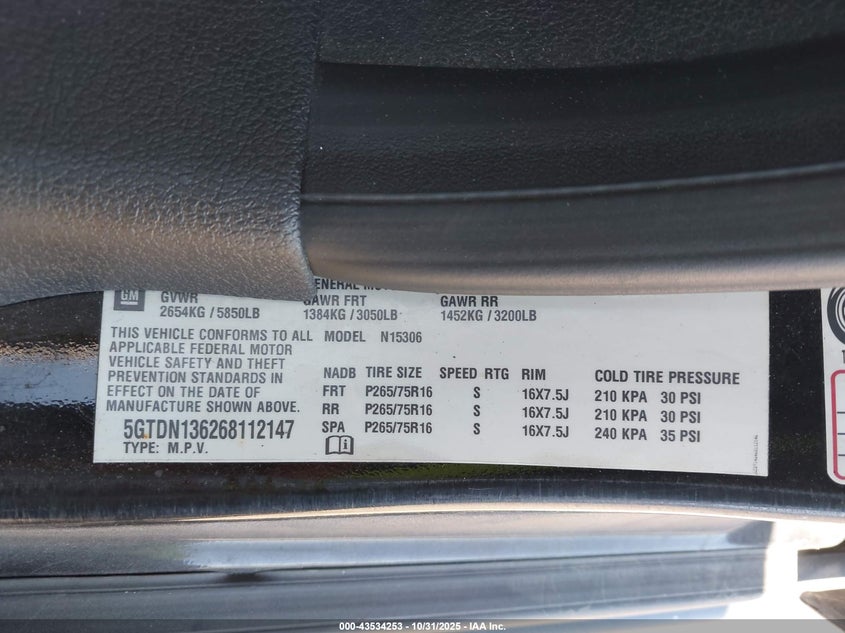 GM
GENERAL
GVWR GAWR FRT GAWR RR
2654KG / 5850LB 1384KG / 3050LB 1452KG / 3200LB
THIS VEHICLE CONFORMS TO ALL MODEL N15306
APPLICABLE FEDERAL MOTOR
VEHICLE SAFETY AND THEFT
PREVENTION STANDARDS IN
EFFECT ON THE DATE OF
MANUFACTURE SHOWN ABOVE.
5GTDN136268112147
TYPE: M.P.V.
NADB TIRE SIZE SPEED RTG RIM COLD TIRE PRESSURE
FRT P265/75R16 S 16X7.5J 210 KPA 30 PSI
RR P265/75R16 S 16X7.5J 210 KPA 30 PSI
SPA P265/75R16 S 16X7.5J 240 KPA 35 PSI
000-43534253 - 10/31/2025 - IAA Inc.